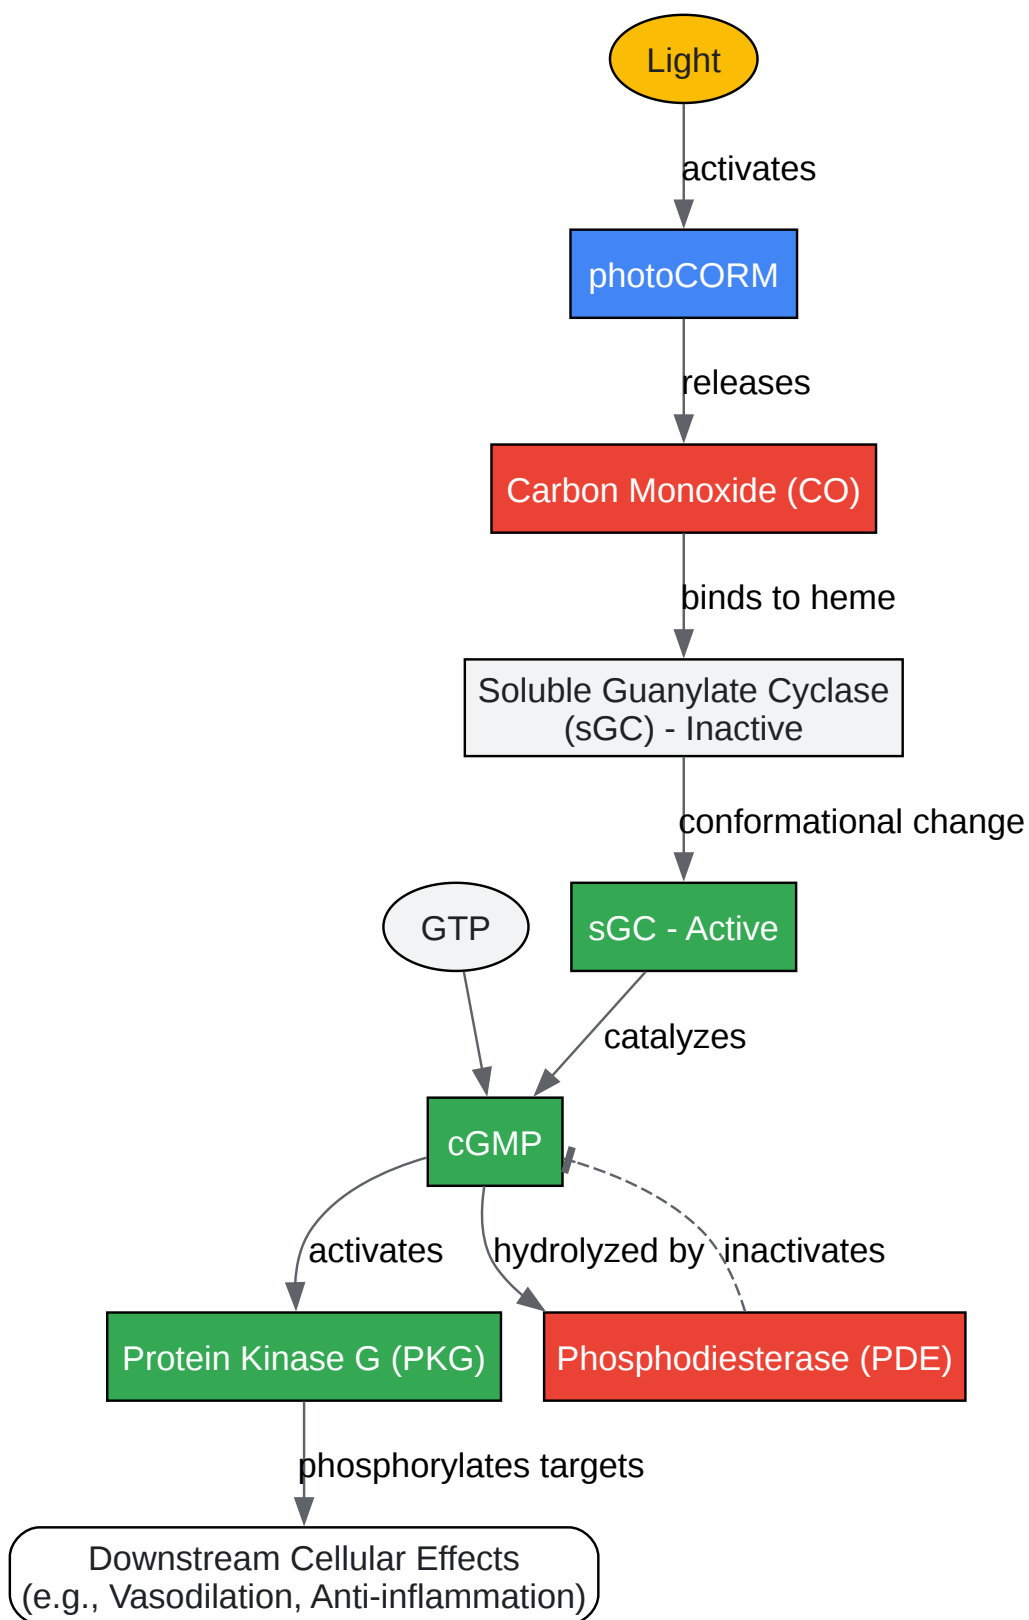 Light
activates
photoCORM
releases
Carbon Monoxide (CO)
binds to heme
Soluble Guanylate Cyclase
(sGC) - Inactive
conformational change
GTP
sGC - Active
catalyzes
cGMP
activates
hydrolyzed by
inactivates
Protein Kinase G (PKG)
Phosphodiesterase (PDE)
phosphorylates targets
Downstream Cellular Effects
(e.g., Vasodilation, Anti-inflammation)